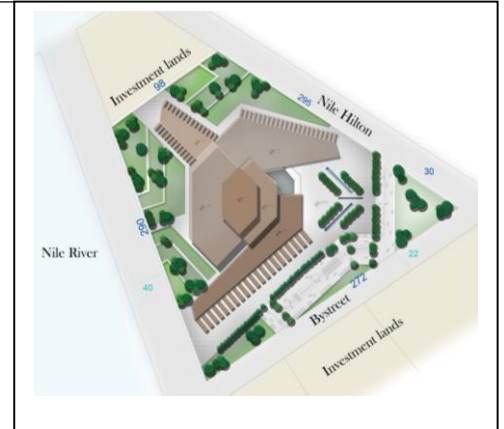 Investment lands
98
295
Nile Hilton
30
290
Nile River
40
22
272
Bystreet
Investment lands